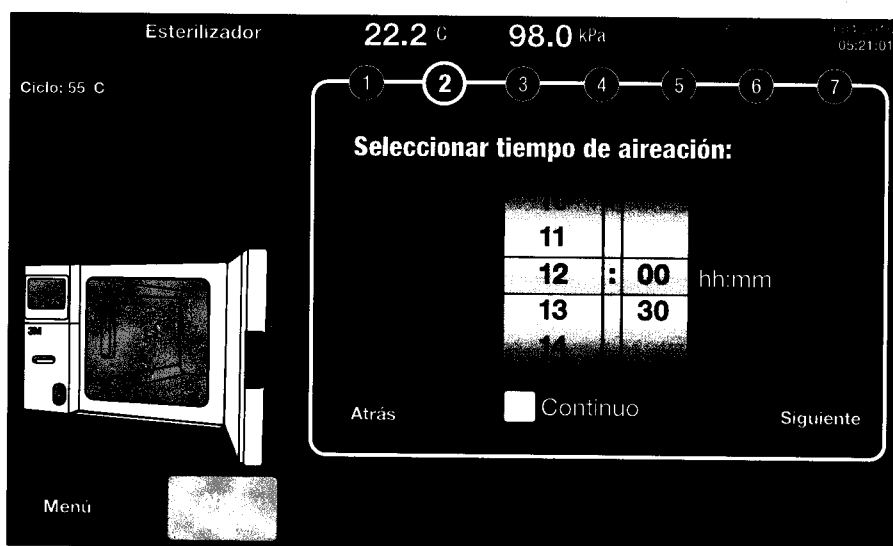 Esterilizador
22.2 C
98.0 kPa
05:21:01
Ciclo: 55 C
1 2 3 4 5 6 7
Seleccionar tiempo de aireación:
11
12 : 00 hh:mm
13 30
14
3M
Continuo
Atrás
Siguiente
Menú